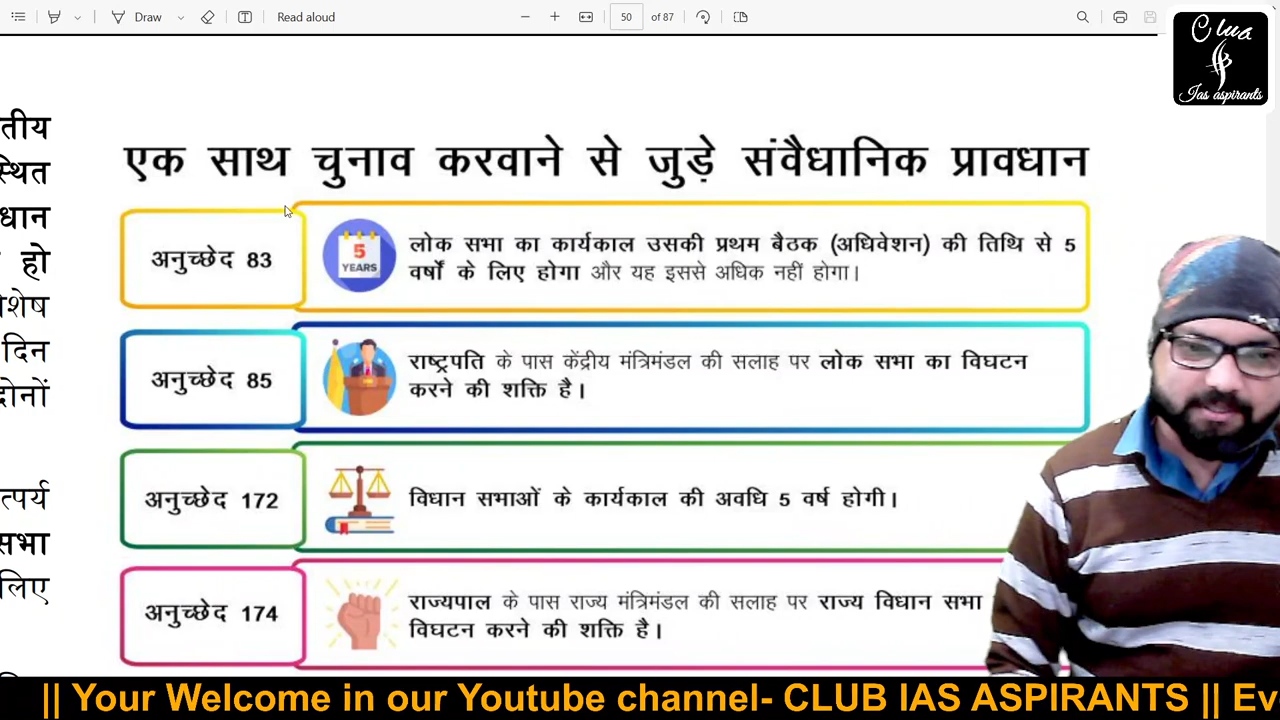 Draw
Read aloud
50
of 87
Clua
Ias aspirants
तीय
स्थित
धान
हो
शेष
दिन
दोनों
त्पर्य
सभा
लिए
एक साथ चुनाव करवाने से जुड़े संवैधानिक प्रावधान
अनुच्छेद 83
5
YEARS
लोक सभा का कार्यकाल उसकी प्रथम बैठक (अधिवेशन) की तिथि से 5
वर्षों के लिए होगा और यह इससे अधिक नहीं होगा।
अनुच्छेद 85
राष्ट्रपति के पास केंद्रीय मंत्रिमंडल की सलाह पर लोक सभा का विघटन
करने की शक्ति है।
अनुच्छेद 172
विधान सभाओं के कार्यकाल की अवधि 5 वर्ष होगी।
अनुच्छेद 174
राज्यपाल के पास राज्य मंत्रिमंडल की सलाह पर राज्य विधान सभा
विघटन करने की शक्ति है।
|| Your Welcome in our Youtube channel- CLUB IAS ASPIRANTS || Ev